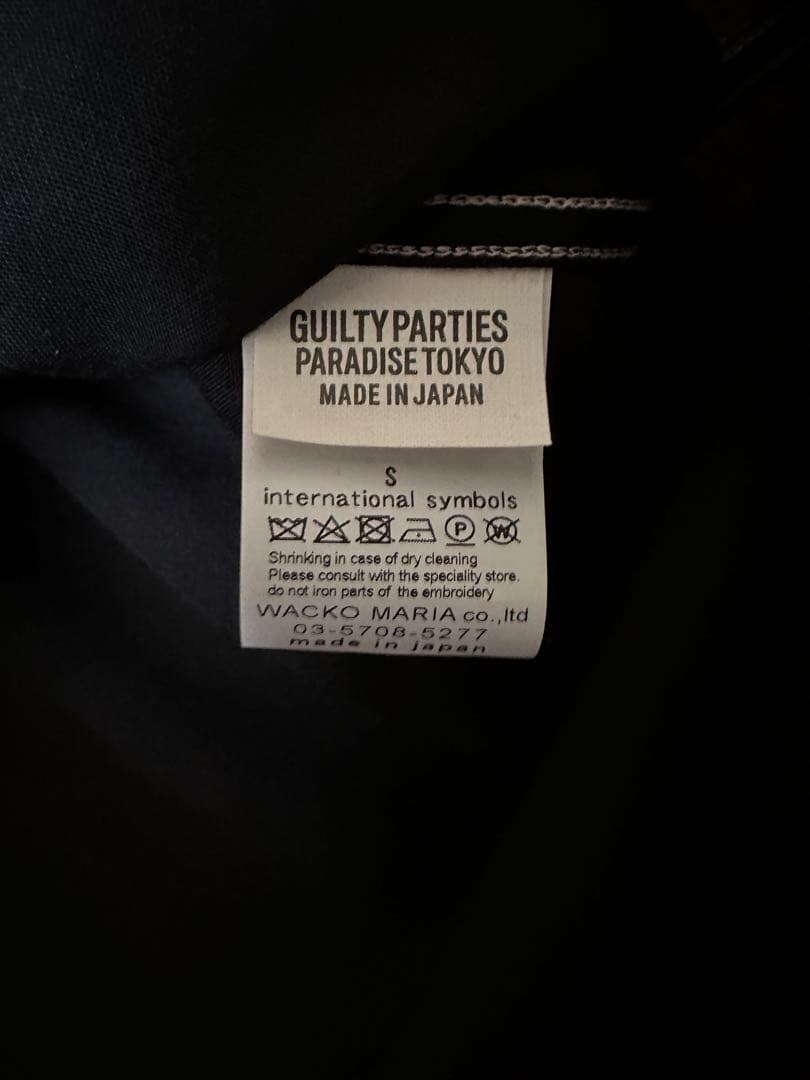 GUILTY PARTIES
PARADISE TOKYO
MADE IN JAPAN
S
international symbols
P W
Shrinking in case of dry cleaning
Please consult with the speciality store.
do not iron parts of the embroidery
WACKO MARIA co.,ltd
03-5708-5277
made in japan